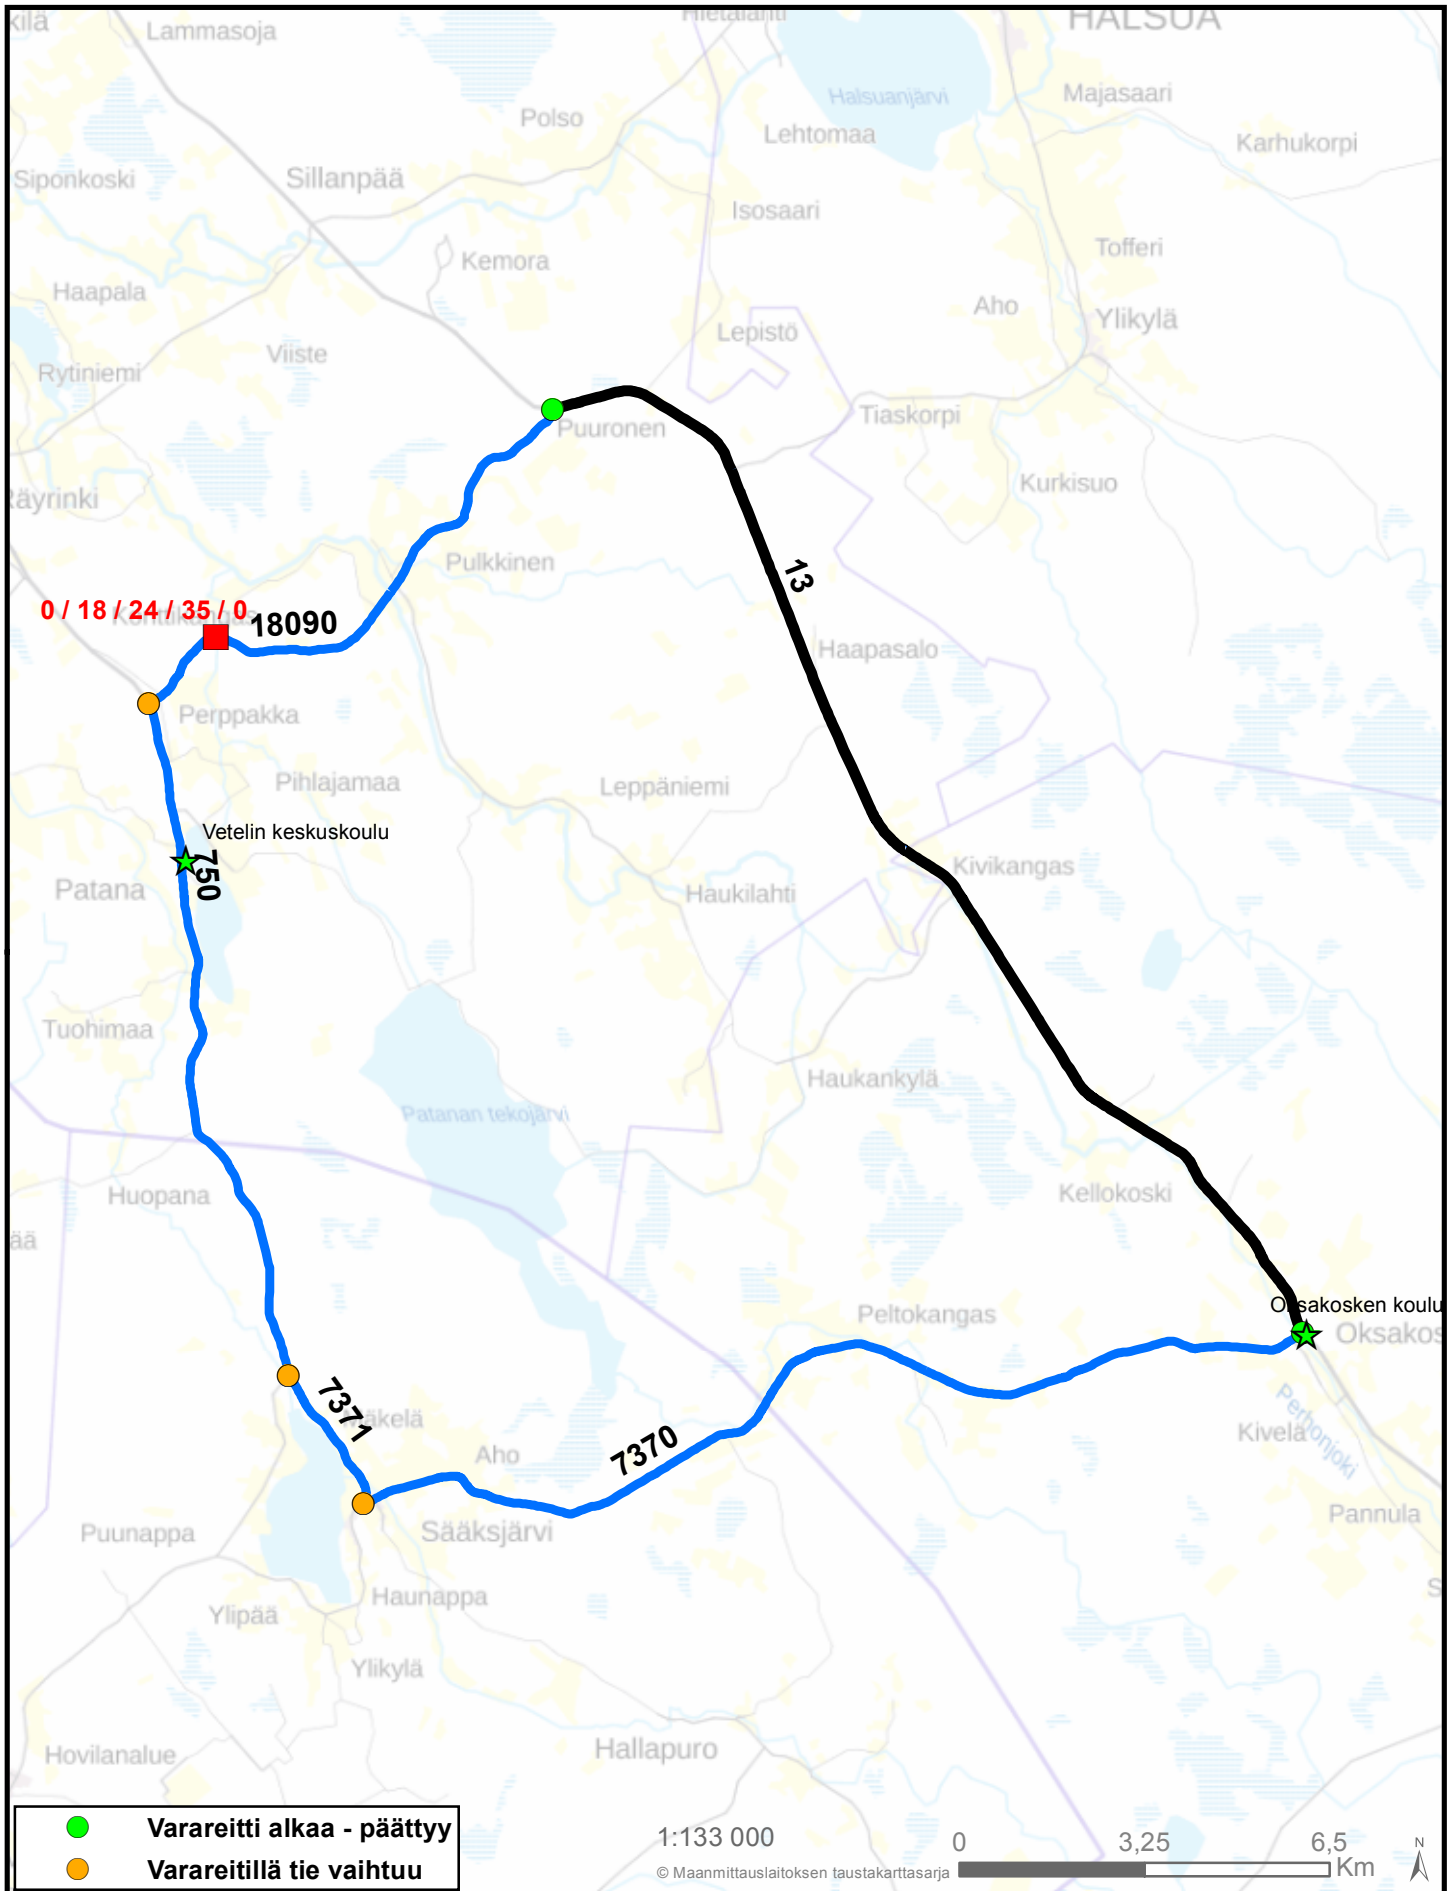 kilä
Lammasoja
Hietalahti
HALSUA
Halsuanjärvi
Majasaari
Polso
Lehtomaa
Karhukorpi
Siponkoski
Sillanpää
Isosaari
Kemora
Tofferi
Haapala
Aho
Ylikylä
Lepistö
Viiste
Rytiniemi
Tiaskorpi
Puuronen
Räyrinki
Kurkisuo
Pulkkinen
13
0 / 18 / 24 / 35 / 0
18090
Haapasalo
Perppakka
Pihlajamaa
Leppäniemi
Vetelin keskuskoulu
750
Patana
Haukilahti
Kivikangas
Tuohimaa
Haukankylä
Patanan tekojärvi
Huopana
Kellokoski
ää
Peltokangas
Oksakosken koulu
Oksakos
7371
Mäkelä
Aho
7370
Kivelä
Perhonjoki
Puunappa
Sääksjärvi
Pannula
Haunappa
S
Ylipää
Ylikylä
Hovilanalue
Hallapuro
Varareitti alkaa - päättyy
Varareitillä tie vaihtuu
1:133 000
© Maanmittauslaitoksen taustakarttasarja
0 3,25 6,5
Km
N